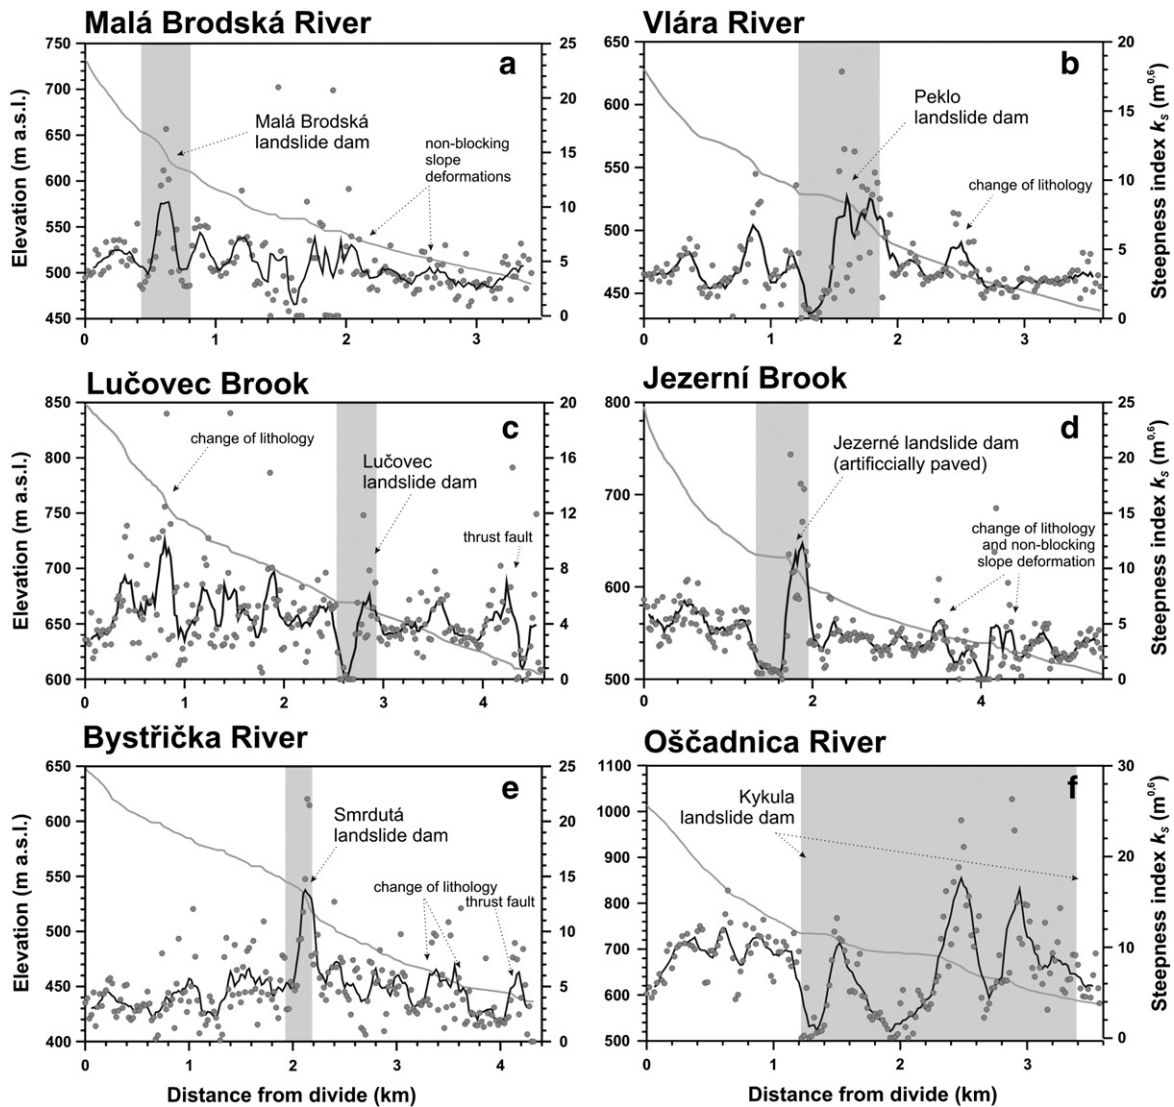 Malá Brodská River
Vlára River
a
Malá Brodská
landslide dam
non-blocking
slope
deformations
750
700
650
600
550
500
450
25
20
15
10
5
0
0
1
2
3
Elevation (m a.s.l.)
b
Peklo
landslide dam
change of lithology
650
600
550
500
450
20
15
10
5
0
0
1
2
3
Steepness index ks (m0,6)
Lučovec Brook
Jezerní Brook
c
change of lithology
Lučovec
landslide dam
thrust fault
850
800
750
700
650
600
20
16
12
8
4
0
0
1
2
3
4
Elevation (m a.s.l.)
d
Jezerné landslide dam
(artificcially paved)
change of lithology
and non-blocking
slope deformation
800
700
600
500
25
20
15
10
5
0
0
2
4
Steepness index ks (m0,6)
Bystřička River
Oščadnica River
e
Smrdutá
landslide dam
change of lithology
thrust fault
650
600
550
500
450
400
25
20
15
10
5
0
0
1
2
3
4
Elevation (m a.s.l.)
Distance from divide (km)
f
Kykula
landslide dam
1100
1000
900
800
700
600
500
30
20
10
0
0
1
2
3
Steepness index ks (m0,6)
Distance from divide (km)